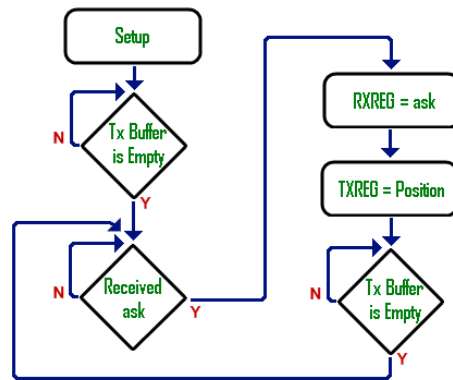 Setup
N
Tx Buffer
is Empty
Y
N
Received
ask
Y
RXREG = ask
TXREG = Position
N
Tx Buffer
is Empty
Y